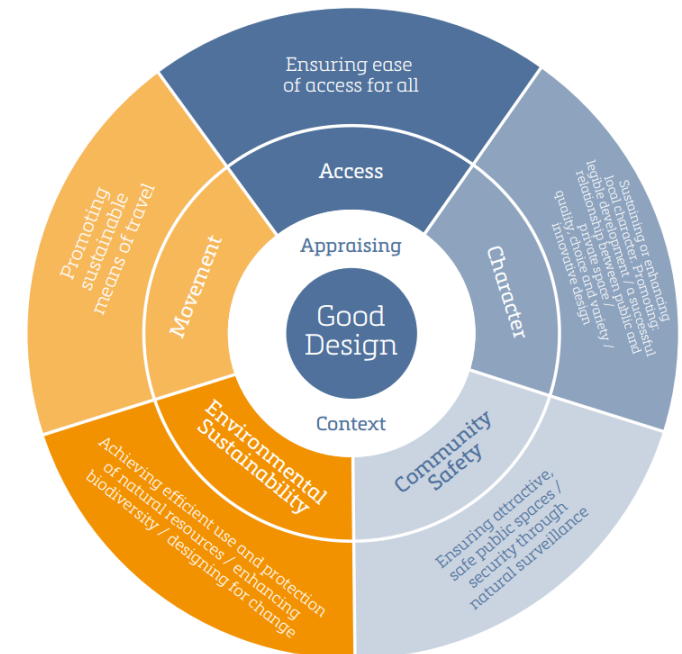 Ensuring ease
of access for all
Access
Sustaining or enhancing
local character. Promoting:
legible development / a successful
relationship between public and
private space /
quality, choice and variety /
innovative design
Character
Ensuring attractive,
safe public spaces /
security through
natural surveillance
Community
Safety
Achieving efficient use and protection
of natural resources / enhancing
biodiversity / designing for change
Environmental
Sustainability
Promoting
sustainable
means of travel
Movement
Appraising
Good
Design
Context